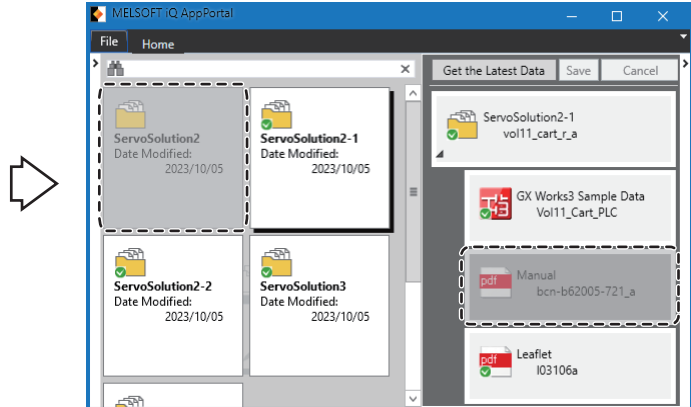 MELSOFT iQ AppPortal
File
Home
Get the Latest Data
Save
Cancel
ServoSolution2
Date Modified:
2023/10/05
ServoSolution2-1
Date Modified:
2023/10/05
ServoSolution2-2
Date Modified:
2023/10/05
ServoSolution3
Date Modified:
2023/10/05
ServoSolution2-1
vol11_cart_r_a
GX Works3 Sample Data
Vol11_Cart_PLC
pdf
Manual
bcn-b62005-721_a
pdf
Leaflet
l03106a